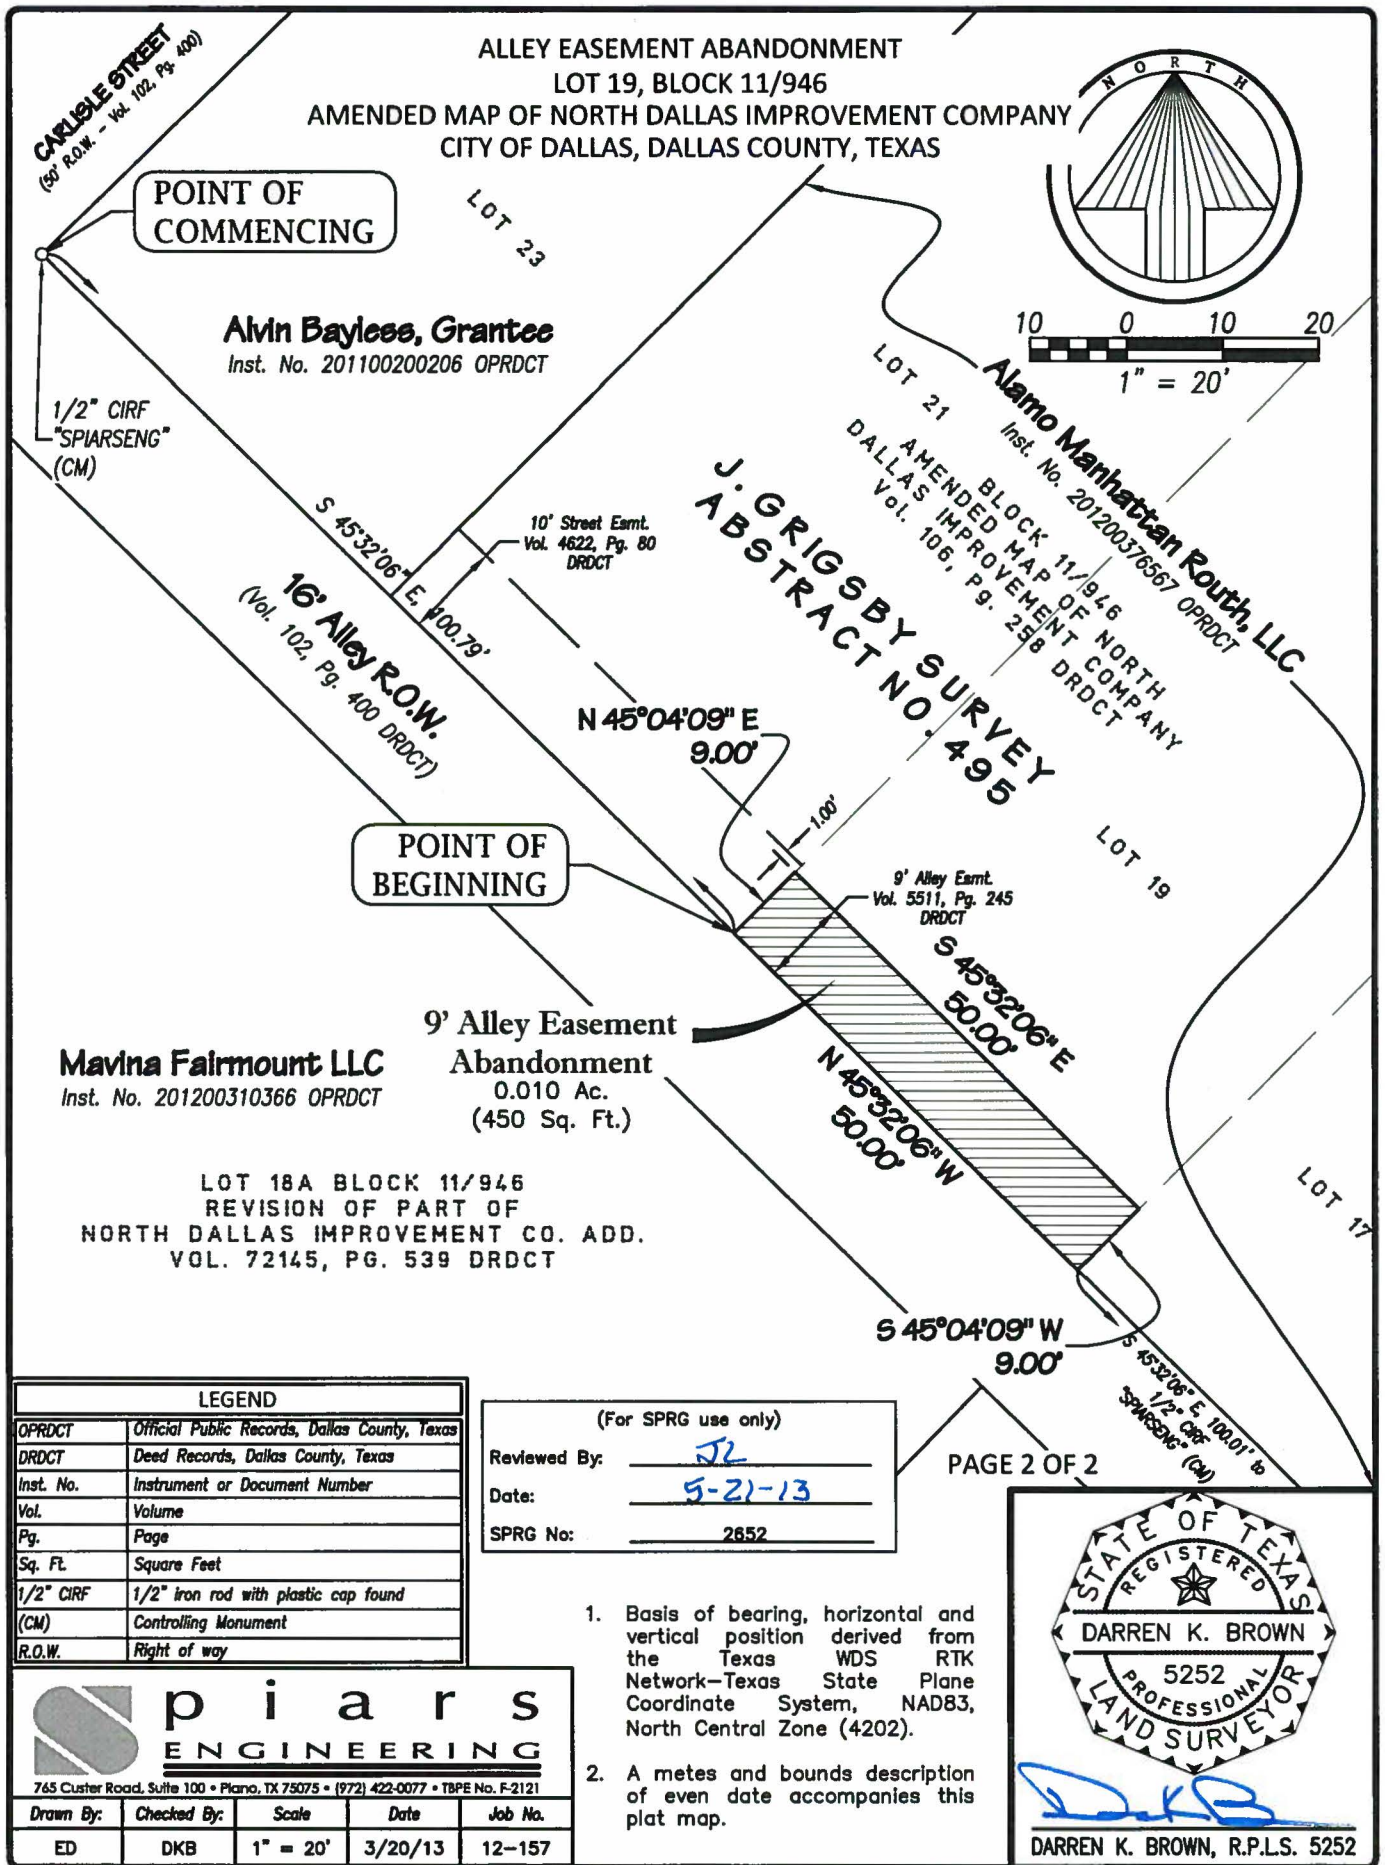 ALLEY EASEMENT ABANDONMENT
LOT 19, BLOCK 11/946
AMENDED MAP OF NORTH DALLAS IMPROVEMENT COMPANY
CITY OF DALLAS, DALLAS COUNTY, TEXAS
CARLISLE STREET
(50' R.O.W. - Vol. 102, Pg. 400)
NORTH
POINT OF
COMMENCING
LOT 23
Alvin Bayless, Grantee
Inst. No. 201100200206 OPRDCT
10 0 10 20
1" = 20'
1/2" CIRF
"SPIARSENG"
(CM)
LOT 21
BLOCK 11/946
AMENDED MAP OF NORTH
DALLAS IMPROVEMENT COMPANY
Vol. 106, Pg. 258 DRDCT
Alamo Manhattan Routh, LLC
Inst. No. 201200376567 OPRDCT
S 45°32'06" E, 100.79'
10' Street Esmt.
Vol. 4622, Pg. 80
DRDCT
J. GRIGSBY SURVEY
ABSTRACT NO. 495
16' Alley R.O.W.
(Vol. 102, Pg. 400 DRDCT)
N 45°04'09" E
9.00'
1.00'
POINT OF
BEGINNING
LOT 19
9' Alley Esmt.
Vol. 5511, Pg. 245
DRDCT
S 45°32'06" E
50.00'
9' Alley Easement
Abandonment
0.010 Ac.
(450 Sq. Ft.)
N 45°32'06" W
50.00'
Mavina Fairmount LLC
Inst. No. 201200310366 OPRDCT
LOT 18A BLOCK 11/946
REVISION OF PART OF
NORTH DALLAS IMPROVEMENT CO. ADD.
VOL. 72145, PG. 539 DRDCT
LOT 17
S 45°04'09" W
9.00'
S 45°32'06" E, 100.01' to
1/2" CIRF
"SPIARSENG" (CM)
PAGE 2 OF 2
LEGEND
OPRDCT Official Public Records, Dallas County, Texas
DRDCT Deed Records, Dallas County, Texas
Inst. No. Instrument or Document Number
Vol. Volume
Pg. Page
Sq. Ft. Square Feet
1/2" CIRF 1/2" iron rod with plastic cap found
(CM) Controlling Monument
R.O.W. Right of way
(For SPRG use only)
Reviewed By: JL
Date: 5-21-13
SPRG No: 2652
1. Basis of bearing, horizontal and
vertical position derived from
the Texas WDS RTK
Network-Texas State Plane
Coordinate System, NAD83,
North Central Zone (4202).
2. A metes and bounds description
of even date accompanies this
plat map.
Spiars
ENGINEERING
765 Custer Road, Suite 100 • Plano, TX 75075 • (972) 422-0077 • TBPE No. F-2121
Drawn By: Checked By: Scale Date Job No.
ED DKB 1" = 20' 3/20/13 12-157
STATE OF TEXAS
REGISTERED
DARREN K. BROWN
5252
PROFESSIONAL
LAND SURVEYOR
DARREN K. BROWN, R.P.L.S. 5252